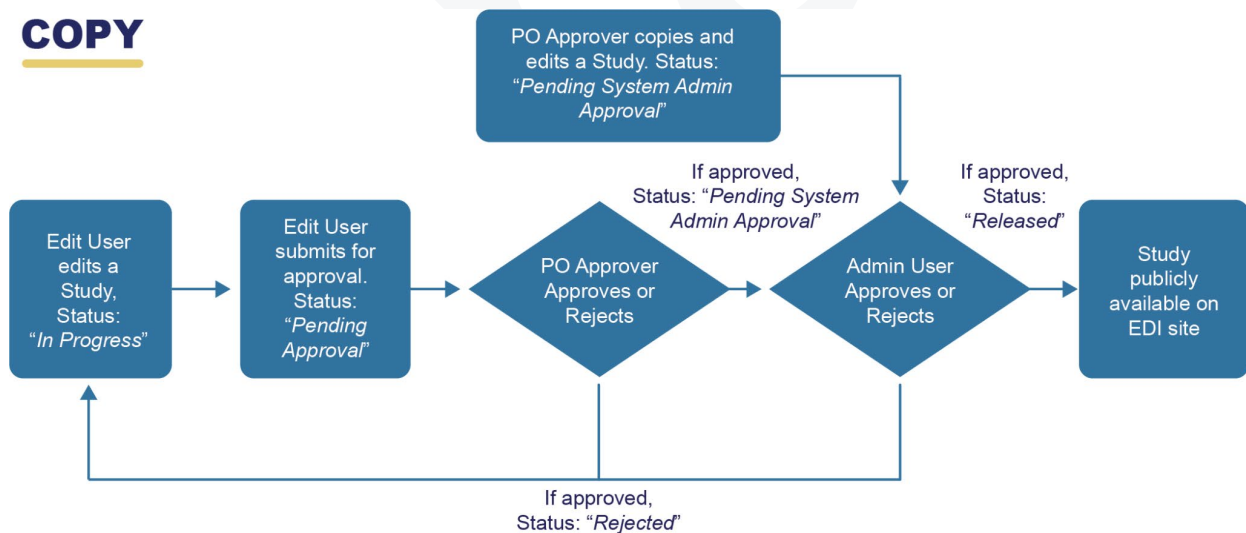 COPY
PO Approver copies and
edits a Study. Status:
“Pending System Admin
Approval”
If approved,
Status: “Pending System
Admin Approval”
If approved,
Status:
“Released”
Edit User
edits a
Study,
Status:
“In Progress”
Edit User
submits for
approval.
Status:
“Pending
Approval”
PO Approver
Approves or
Rejects
Admin User
Approves or
Rejects
Study
publicly
available on
EDI site
If approved,
Status: “Rejected”